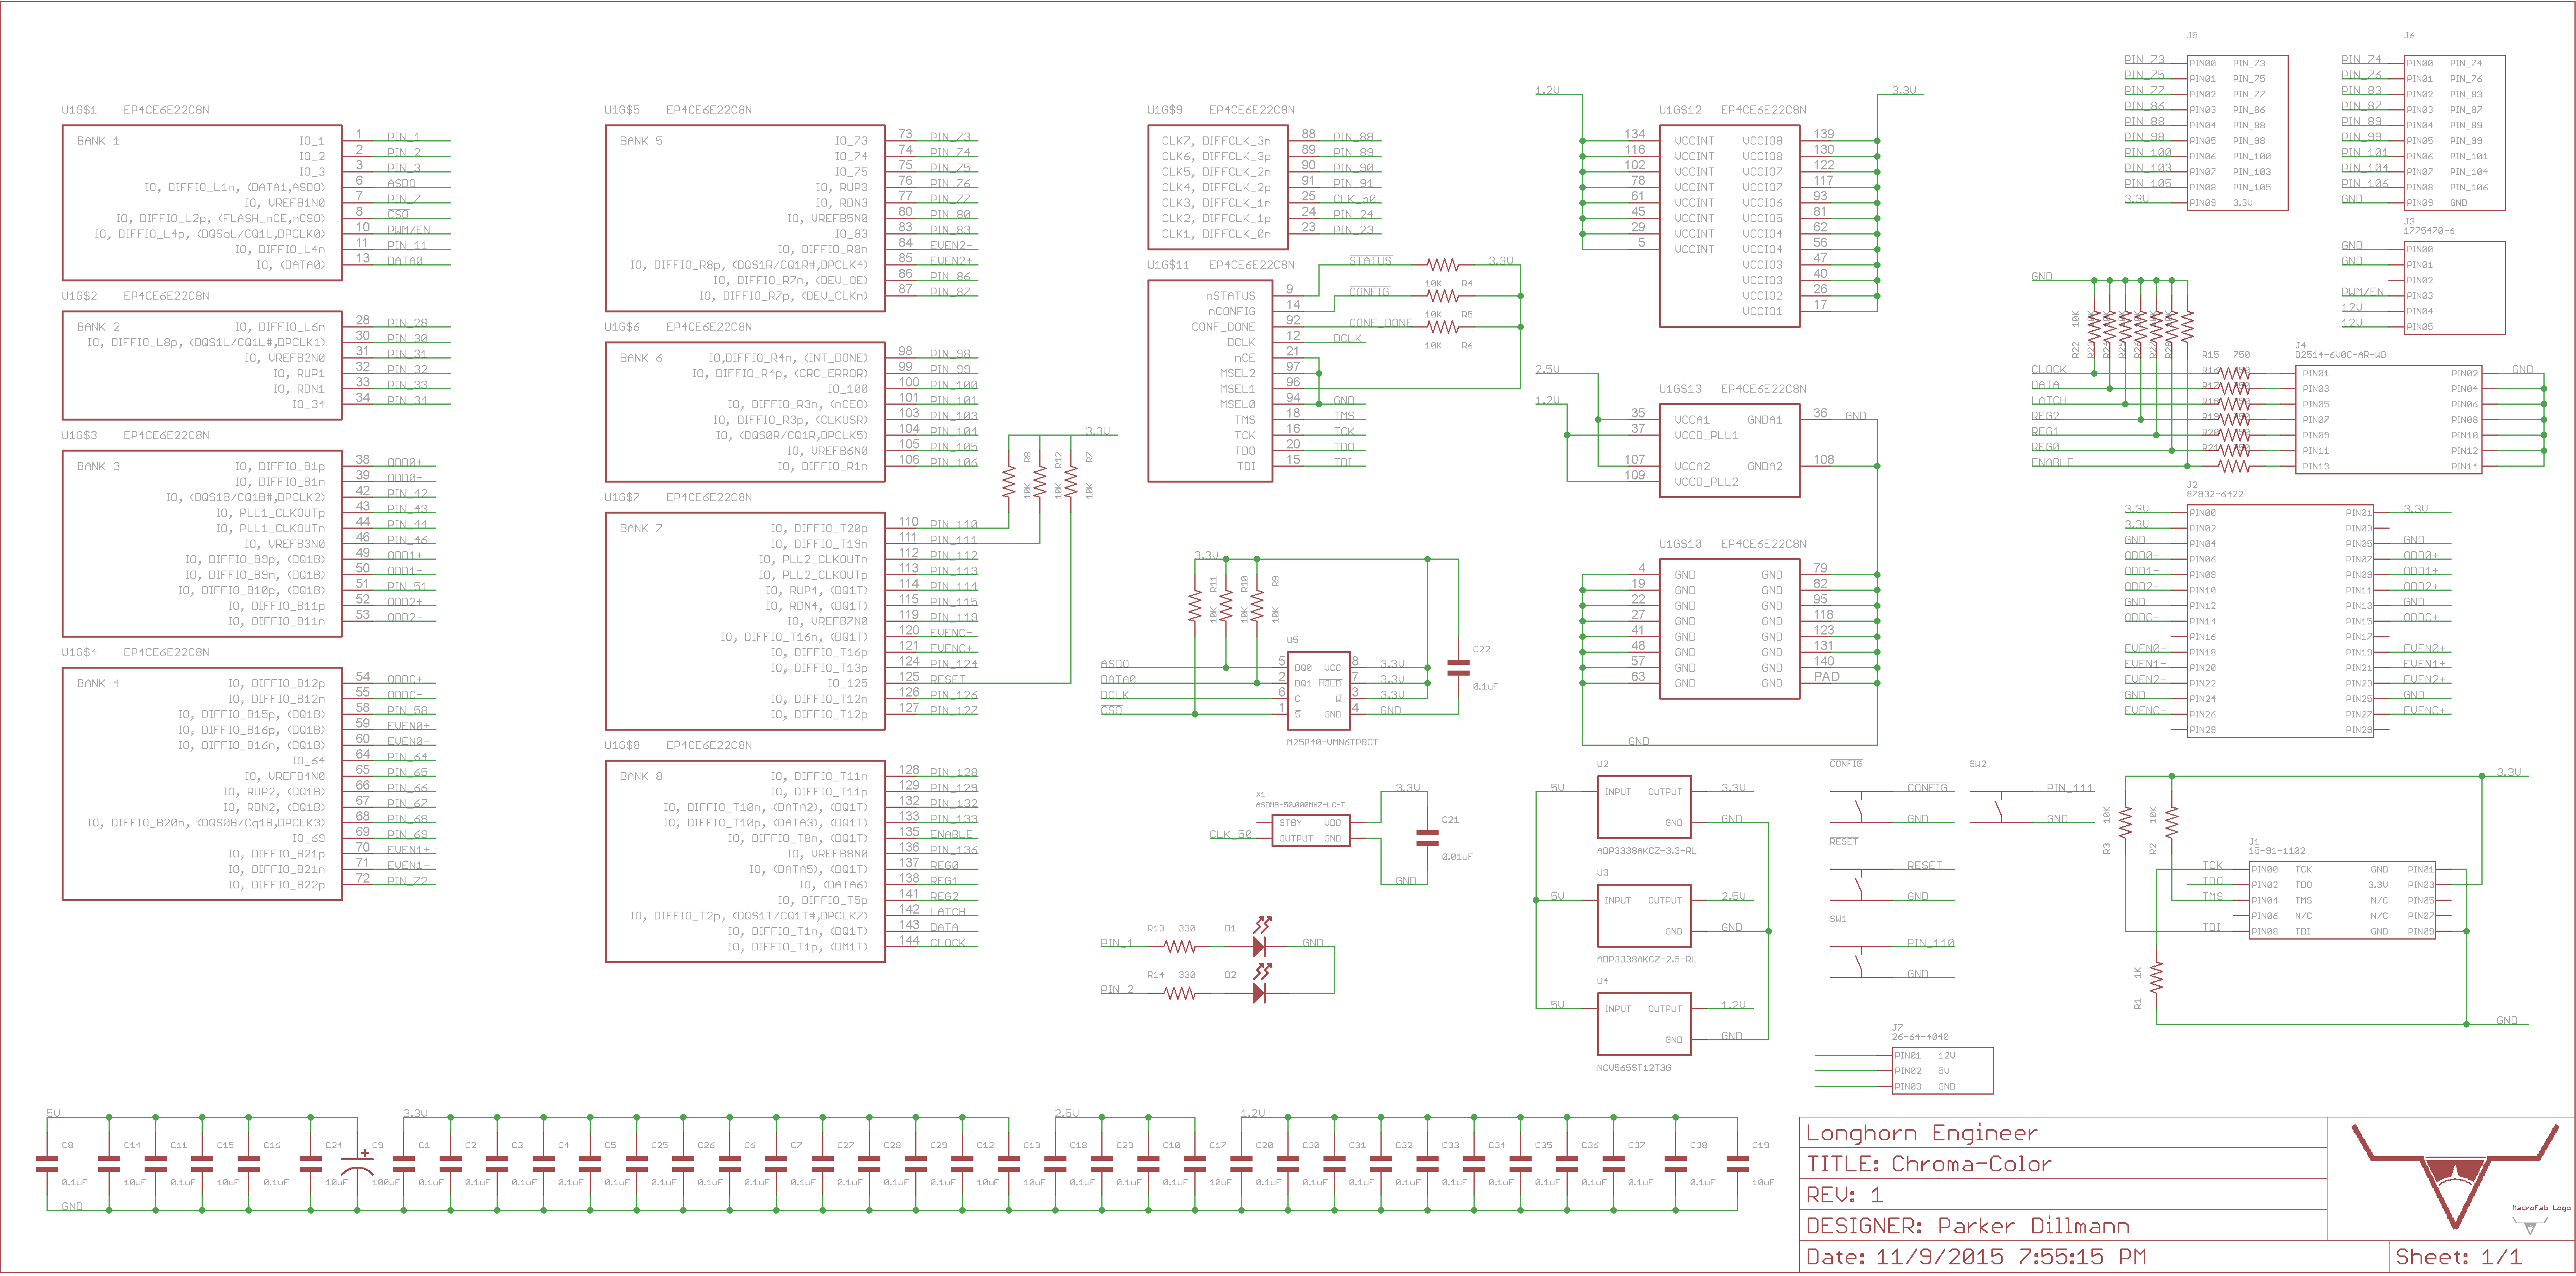 U1G$1 EP4CE6E22C8N
BANK 1
IO_1 1 PIN_1
IO_2 2 PIN_2
IO_3 3 PIN_3
IO, DIFFIO_L1n, (DATA1,ASDO) 6 ASDO
IO, VREFB1N0 7 PIN_7
IO, DIFFIO_L2p, (FLASH_nCE,nCSO) 8 CSO
IO, DIFFIO_L4p, (DQSoL/CQ1L,DPCLK0) 10 PWM/EN
IO, DIFFIO_L4n 11 PIN_11
IO, (DATA0) 13 DATA0
U1G$2 EP4CE6E22C8N
BANK 2
IO, DIFFIO_L6n 28 PIN_28
IO, DIFFIO_L8p, (DQS1L/CQ1L#,DPCLK1) 30 PIN_30
IO, VREFB2N0 31 PIN_31
IO, RUP1 32 PIN_32
IO, RDN1 33 PIN_33
IO_34 34 PIN_34
U1G$3 EP4CE6E22C8N
BANK 3
IO, DIFFIO_B1p 38 ODD0+
IO, DIFFIO_B1n 39 ODD0-
IO, (DQS1B/CQ1B#,DPCLK2) 42 PIN_42
IO, PLL1_CLKOUTp 43 PIN_43
IO, PLL1_CLKOUTn 44 PIN_44
IO, VREFB3N0 46 PIN_46
IO, DIFFIO_B9p, (DQ1B) 49 ODD1+
IO, DIFFIO_B9n, (DQ1B) 50 ODD1-
IO, DIFFIO_B10p, (DQ1B) 51 PIN_51
IO, DIFFIO_B11p 52 ODD2+
IO, DIFFIO_B11n 53 ODD2-
U1G$4 EP4CE6E22C8N
BANK 4
IO, DIFFIO_B12p 54 ODDC+
IO, DIFFIO_B12n 55 ODDC-
IO, DIFFIO_B15p, (DQ1B) 58 PIN_58
IO, DIFFIO_B16p, (DQ1B) 59 EVEN0+
IO, DIFFIO_B16n, (DQ1B) 60 EVEN0-
IO_64 64 PIN_64
IO, VREFB4N0 65 PIN_65
IO, RUP2, (DQ1B) 66 PIN_66
IO, RDN2, (DQ1B) 67 PIN_67
IO, DIFFIO_B20n, (DQS0B/Cq1B,DPCLK3) 68 PIN_68
IO_69 69 PIN_69
IO, DIFFIO_B21p 70 EVEN1+
IO, DIFFIO_B21n 71 EVEN1-
IO, DIFFIO_B22p 72 PIN_72
U1G$5 EP4CE6E22C8N
BANK 5
IO_73 73 PIN_73
IO_74 74 PIN_74
IO_75 75 PIN_75
IO, RUP3 76 PIN_76
IO, RDN3 77 PIN_77
IO, VREFB5N0 80 PIN_80
IO_83 83 PIN_83
IO, DIFFIO_R8n 84 EVEN2-
IO, DIFFIO_R8p, (DQS1R/CQ1R#,DPCLK4) 85 EVEN2+
IO, DIFFIO_R7n, (DEV_OE) 86 PIN_86
IO, DIFFIO_R7p, (DEV_CLKn) 87 PIN_87
U1G$6 EP4CE6E22C8N
BANK 6
IO,DIFFIO_R4n, (INT_DONE) 98 PIN_98
IO, DIFFIO_R4p, (CRC_ERROR) 99 PIN_99
IO_100 100 PIN_100
IO, DIFFIO_R3n, (nCEO) 101 PIN_101
IO, DIFFIO_R3p, (CLKUSR) 103 PIN_103
IO, (DQS0R/CQ1R,DPCLK5) 104 PIN_104
IO, VREFB6N0 105 PIN_105
IO, DIFFIO_R1n 106 PIN_106
3.3V
R8 10K
R12 10K
R7 10K
U1G$7 EP4CE6E22C8N
BANK 7
IO, DIFFIO_T20p 110 PIN_110
IO, DIFFIO_T19n 111 PIN_111
IO, PLL2_CLKOUTn 112 PIN_112
IO, PLL2_CLKOUTp 113 PIN_113
IO, RUP4, (DQ1T) 114 PIN_114
IO, RDN4, (DQ1T) 115 PIN_115
IO, VREFB7N0 119 PIN_119
IO, DIFFIO_T16n, (DQ1T) 120 EVENC-
IO, DIFFIO_T16p 121 EVENC+
IO, DIFFIO_T13p 124 PIN_124
IO_125 125 RESET
IO, DIFFIO_T12n 126 PIN_126
IO, DIFFIO_T12p 127 PIN_127
U1G$8 EP4CE6E22C8N
BANK 8
IO, DIFFIO_T11n 128 PIN_128
IO, DIFFIO_T11p 129 PIN_129
IO, DIFFIO_T10n, (DATA2), (DQ1T) 132 PIN_132
IO, DIFFIO_T10p, (DATA3), (DQ1T) 133 PIN_133
IO, DIFFIO_T8n, (DQ1T) 135 ENABLE
IO, VREFB8N0 136 PIN_136
IO, (DATA5), (DQ1T) 137 REG0
IO, (DATA6) 138 REG1
IO, DIFFIO_T5p 141 REG2
IO, DIFFIO_T2p, (DQS1T/CQ1T#,DPCLK7) 142 LATCH
IO, DIFFIO_T1n, (DQ1T) 143 DATA
IO, DIFFIO_T1p, (DM1T) 144 CLOCK
U1G$9 EP4CE6E22C8N
CLK7, DIFFCLK_3n 88 PIN_88
CLK6, DIFFCLK_3p 89 PIN_89
CLK5, DIFFCLK_2n 90 PIN_90
CLK4, DIFFCLK_2p 91 PIN_91
CLK3, DIFFCLK_1n 25 CLK_50
CLK2, DIFFCLK_1p 24 PIN_24
CLK1, DIFFCLK_0n 23 PIN_23
U1G$11 EP4CE6E22C8N
STATUS 3.3V
10K R4
CONFIG
10K R5
CONF_DONE
10K R6
nSTATUS 9
nCONFIG 14
CONF_DONE 92
DCLK 12 DCLK
nCE 21
MSEL2 97
MSEL1 96
MSEL0 94 GND
TMS 18 TMS
TCK 16 TCK
TDO 20 TDO
TDI 15 TDI
3.3V
R11 10K
R10 10K
R9 10K
U5
ASDO 5 DQ0 VCC 8 3.3V
DATA0 2 DQ1 HOLD 7 3.3V
DCLK 6 C W 3 3.3V
CSO 1 S GND 4 GND
M25P40-VMN6TPBCT
C22
0.1uF
X1
ASDMB-50.000MHZ-LC-T
STBY VDD
CLK_50 OUTPUT GND
3.3V
C21
0.01uF
GND
PIN_1 R13 330 D1 GND
PIN_2 R14 330 D2
1.2V 3.3V
U1G$12 EP4CE6E22C8N
134 VCCINT VCCIO8 139
116 VCCINT VCCIO8 130
102 VCCINT VCCIO7 122
78 VCCINT VCCIO7 117
61 VCCINT VCCIO6 93
45 VCCINT VCCIO5 81
29 VCCINT VCCIO4 62
5 VCCINT VCCIO4 56
VCCIO3 47
VCCIO3 40
VCCIO2 26
VCCIO1 17
2.5V
1.2V
U1G$13 EP4CE6E22C8N
35 VCCA1 GNDA1 36 GND
37 VCCD_PLL1
107 VCCA2 GNDA2 108
109 VCCD_PLL2
U1G$10 EP4CE6E22C8N
4 GND GND 79
19 GND GND 82
22 GND GND 95
27 GND GND 118
41 GND GND 123
48 GND GND 131
57 GND GND 140
63 GND GND PAD
GND
U2
5V INPUT OUTPUT 3.3V
GND GND
ADP3338AKCZ-3.3-RL
U3
5V INPUT OUTPUT 2.5V
GND GND
ADP3338AKCZ-2.5-RL
U4
5V INPUT OUTPUT 1.2V
GND GND
NCV565ST12T3G
CONFIG
CONFIG
GND
SW2
PIN_111
GND
RESET
RESET
GND
SW1
PIN_110
GND
J7
26-64-4040
PIN01 12V
PIN02 5V
PIN03 GND
J5
PIN_73 PIN00 PIN_73
PIN_75 PIN01 PIN_75
PIN_77 PIN02 PIN_77
PIN_86 PIN03 PIN_86
PIN_88 PIN04 PIN_88
PIN_98 PIN05 PIN_98
PIN_100 PIN06 PIN_100
PIN_103 PIN07 PIN_103
PIN_105 PIN08 PIN_105
3.3V PIN09 3.3V
J6
PIN_74 PIN00 PIN_74
PIN_76 PIN01 PIN_76
PIN_83 PIN02 PIN_83
PIN_87 PIN03 PIN_87
PIN_89 PIN04 PIN_89
PIN_99 PIN05 PIN_99
PIN_101 PIN06 PIN_101
PIN_104 PIN07 PIN_104
PIN_106 PIN08 PIN_106
GND PIN09 GND
J3
1775470-6
GND PIN00
GND PIN01
PIN02
PWM/EN PIN03
12V PIN04
12V PIN05
GND
R22 10K
R15 750
J4
D2514-6V0C-AR-WD
CLOCK R16 PIN01 PIN02 GND
DATA R17 PIN03 PIN04
LATCH R18 PIN05 PIN06
REG2 R19 PIN07 PIN08
REG1 R20 PIN09 PIN10
REG0 R21 PIN11 PIN12
ENABLE PIN13 PIN14
J2
87832-6422
3.3V PIN00 PIN01 3.3V
3.3V PIN02 PIN03
GND PIN04 PIN05 GND
ODD0- PIN06 PIN07 ODD0+
ODD1- PIN08 PIN09 ODD1+
ODD2- PIN10 PIN11 ODD2+
GND PIN12 PIN13 GND
ODDC- PIN14 PIN15 ODDC+
PIN16 PIN17
EVEN0- PIN18 PIN19 EVEN0+
EVEN1- PIN20 PIN21 EVEN1+
EVEN2- PIN22 PIN23 EVEN2+
GND PIN24 PIN25 GND
EVENC- PIN26 PIN27 EVENC+
PIN28 PIN29
3.3V
R3 10K
R2 10K
J1
15-91-1102
TCK PIN00 TCK GND PIN01
TDO PIN02 TDO 3.3V PIN03
TMS PIN04 TMS N/C PIN05
PIN06 N/C N/C PIN07
TDI PIN08 TDI GND PIN09
R1 1K
GND
5V 3.3V 2.5V 1.2V
C8 C14 C11 C15 C16 C24 C9 C1 C2 C3 C4 C5 C25 C26 C6 C7 C27 C28 C29 C12 C13 C18 C23 C10 C17 C20 C30 C31 C32 C33 C34 C35 C36 C37 C38 C19
0.1uF 10uF 0.1uF 10uF 0.1uF 10uF 100uF 0.1uF 0.1uF 0.1uF 0.1uF 0.1uF 0.1uF 0.1uF 0.1uF 0.1uF 0.1uF 0.1uF 0.1uF 10uF 10uF 0.1uF 0.1uF 0.1uF 10uF 0.1uF 0.1uF 0.1uF 0.1uF 0.1uF 0.1uF 0.1uF 0.1uF 0.1uF 0.1uF 10uF
GND
Longhorn Engineer
TITLE: Chroma-Color
REV: 1
DESIGNER: Parker Dillmann
Date: 11/9/2015 7:55:15 PM
Sheet: 1/1
MacroFab Logo